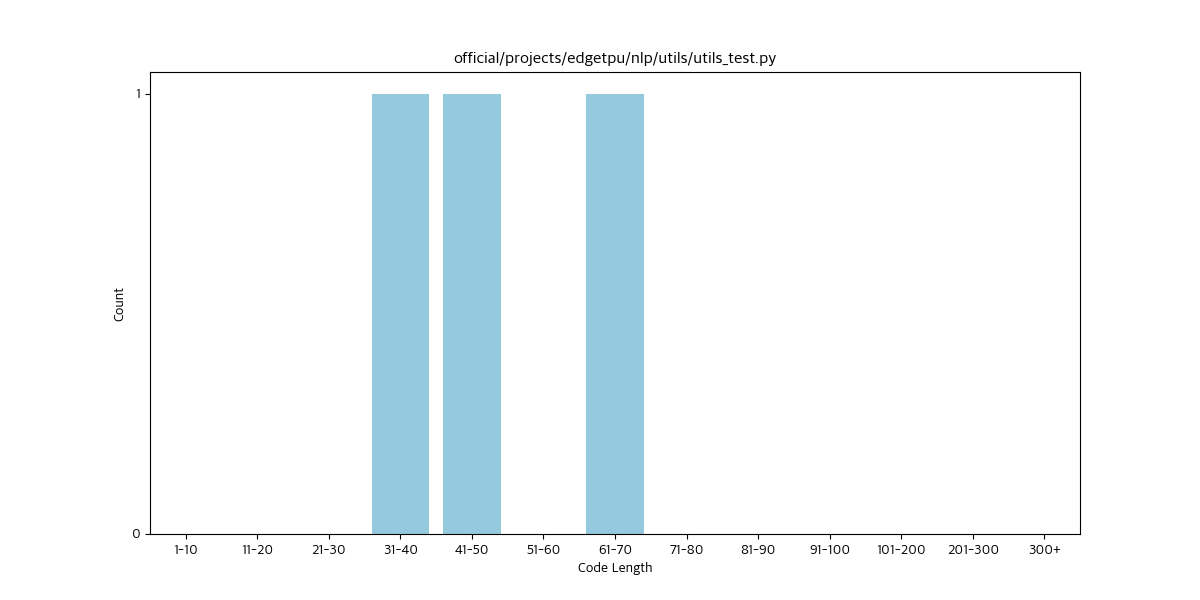 official/projects/edgetpu/nlp/utils/utils_test.py
1
Count
0
1-10 11-20 21-30 31-40 41-50 51-60 61-70 71-80 81-90 91-100 101-200 201-300 300+
Code Length